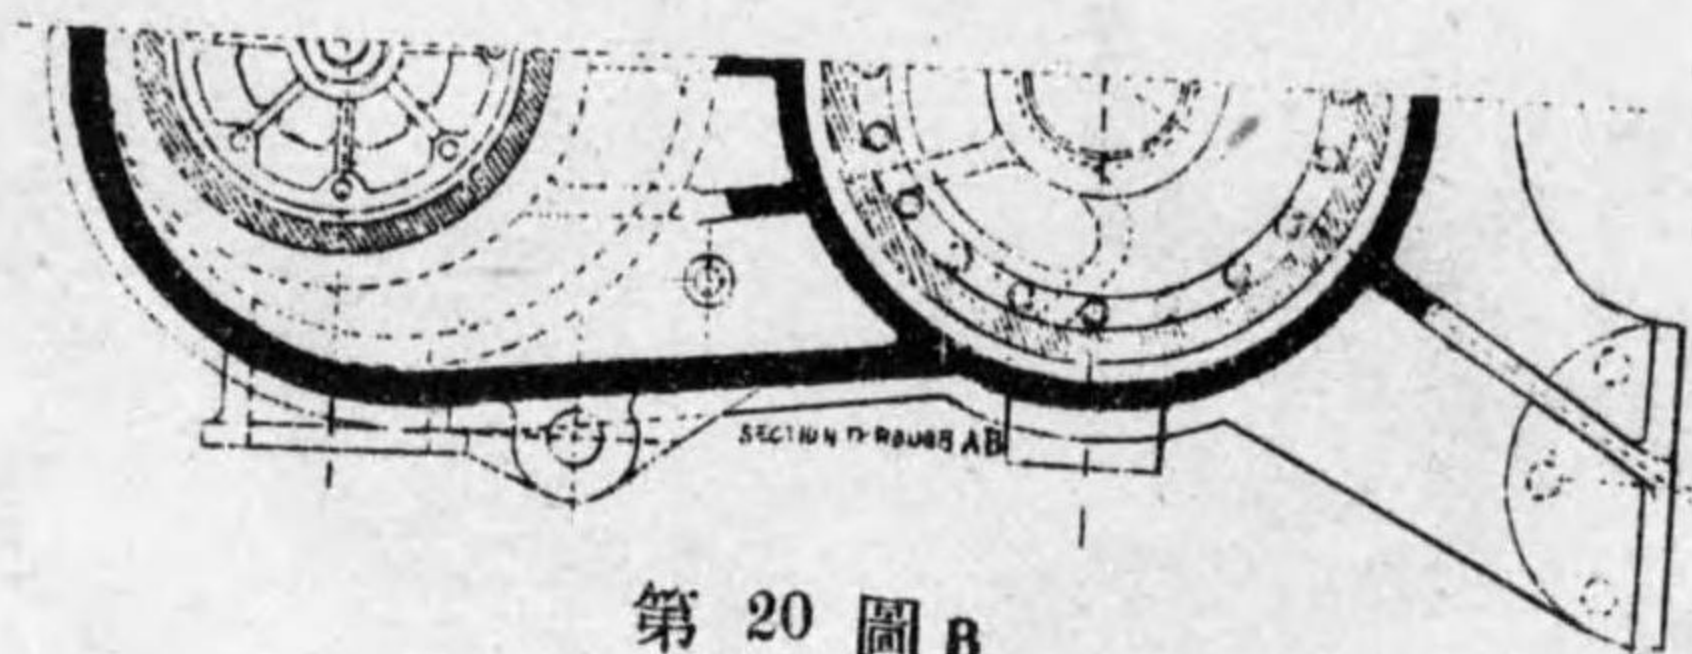 SECTION THROUGH AB
第 20 圖 B